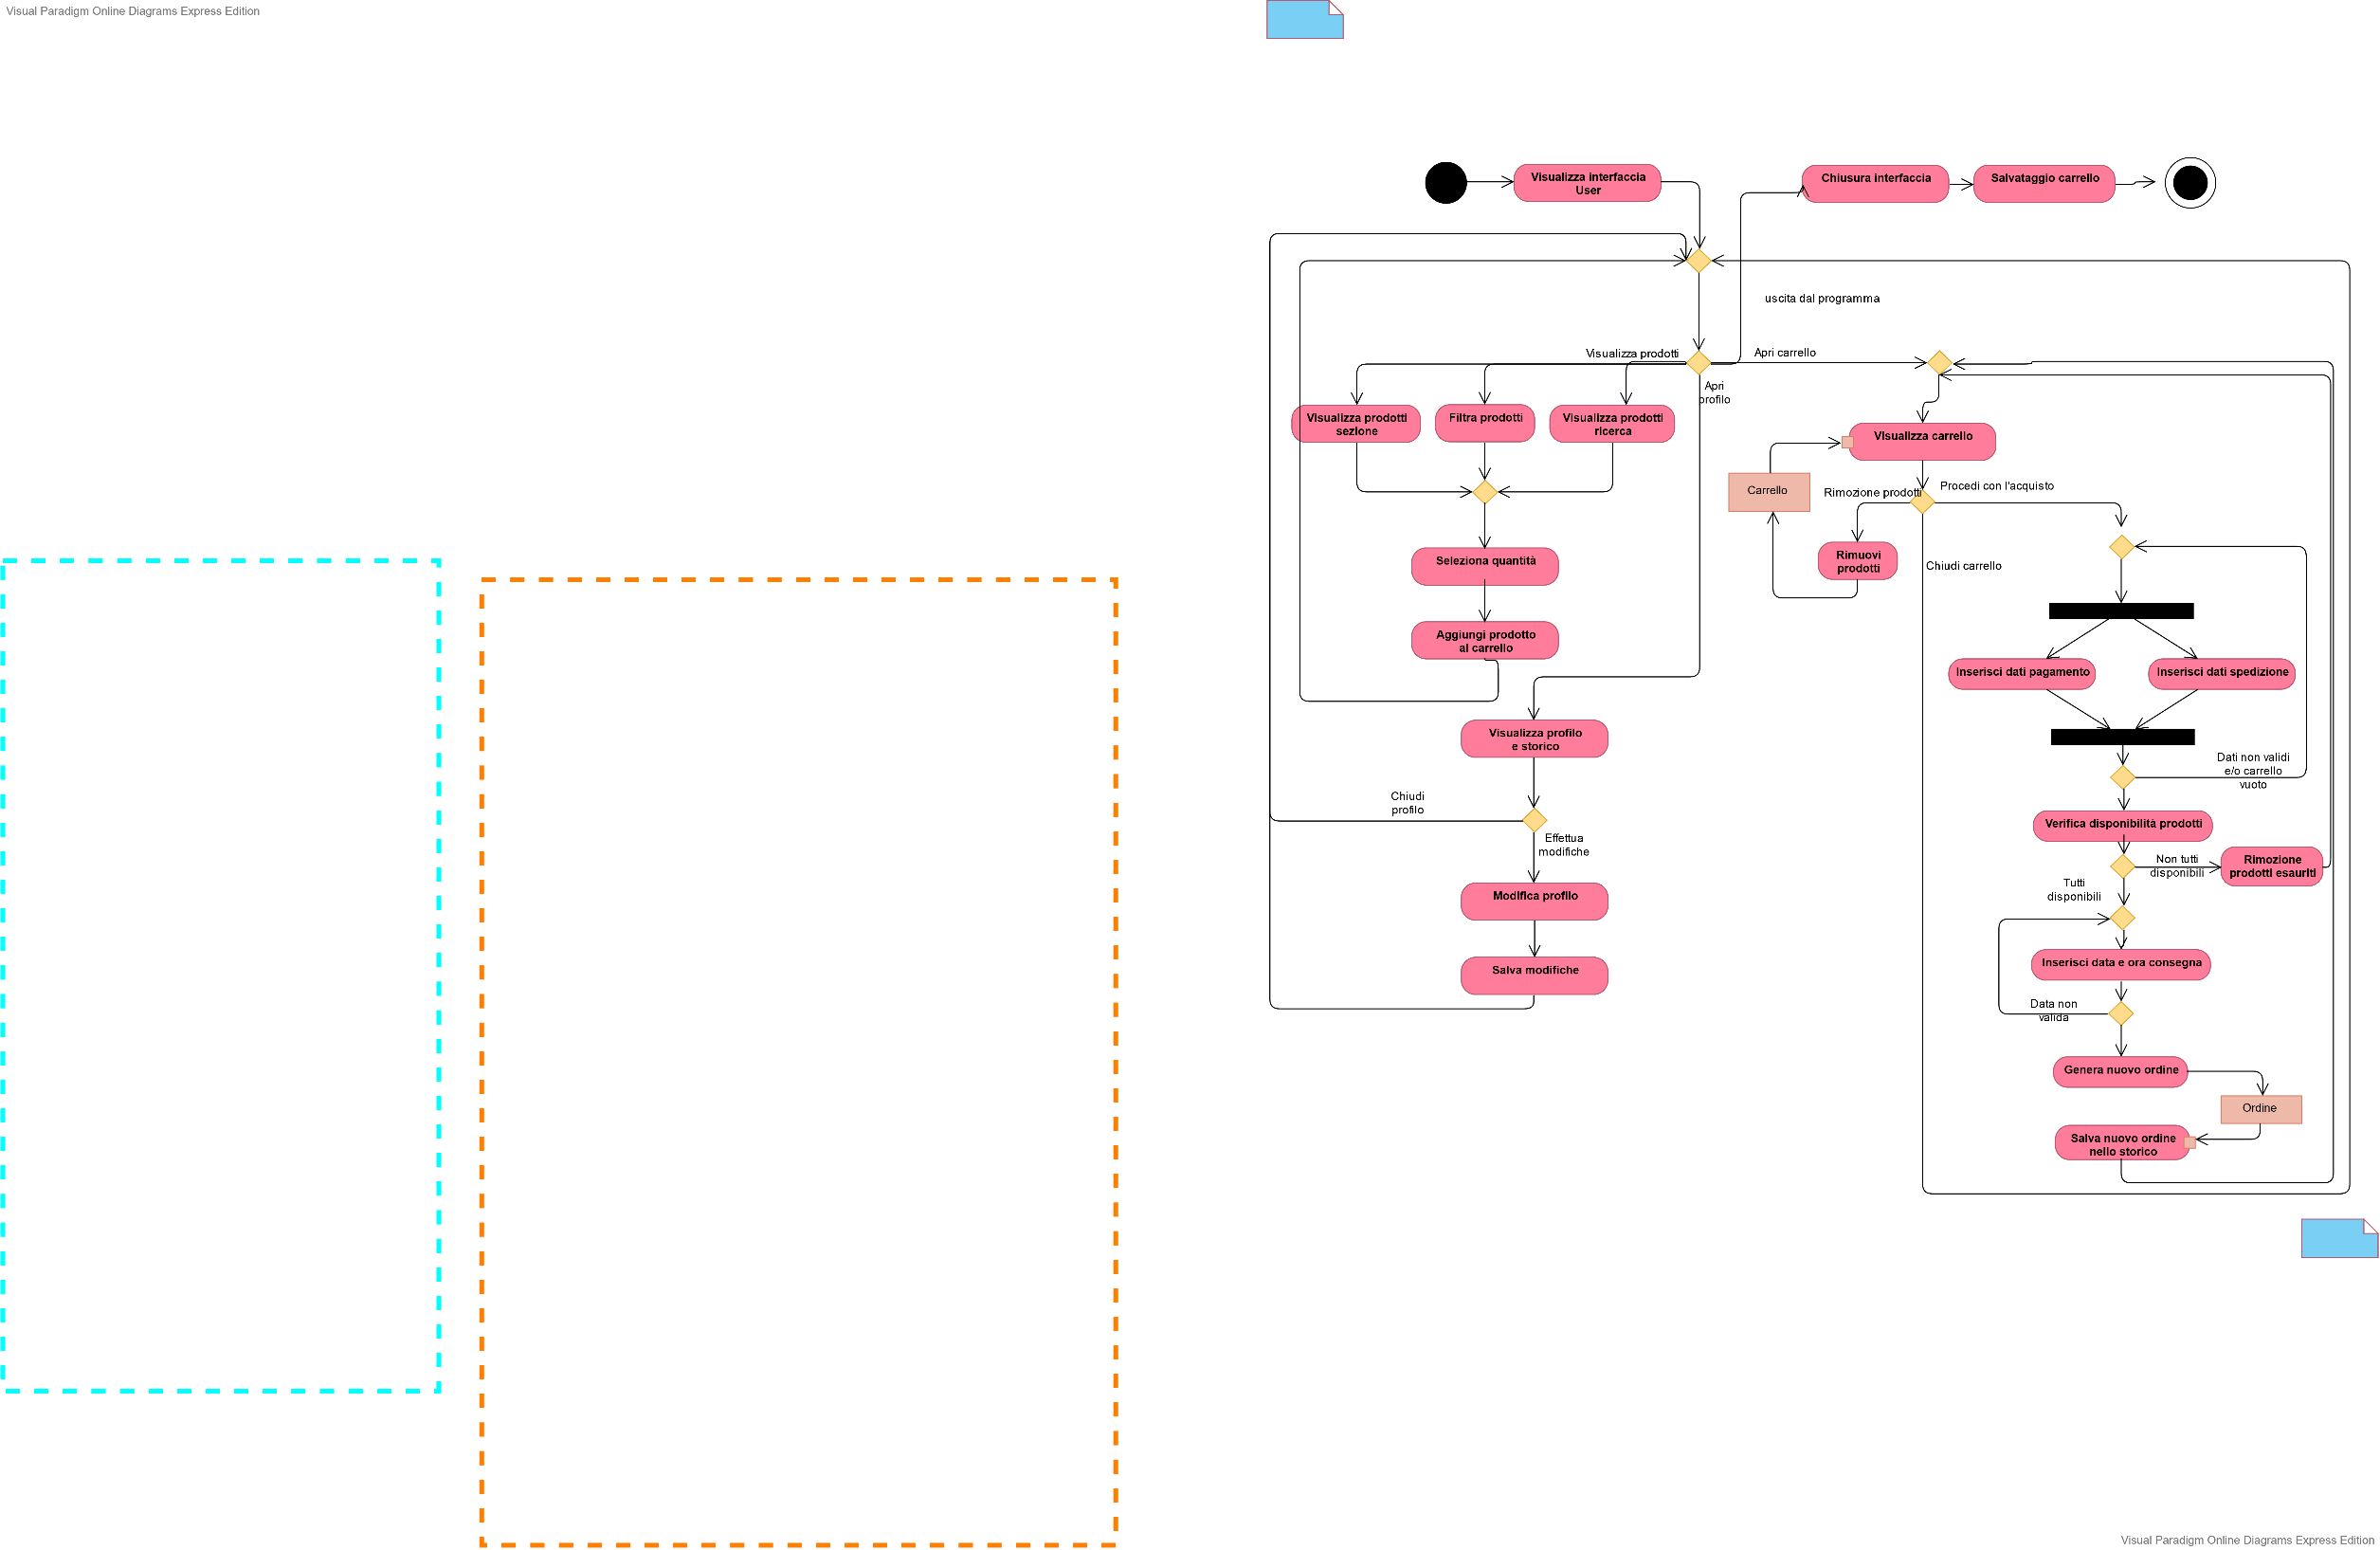 Visual Paradigm Online Diagrams Express Edition
Visualizza interfaccia
User
Chiusura interfaccia
Salvataggio carrello
uscita dal programma
Visualizza prodotti
Apri carrello
Apri
profilo
Visualizza prodotti
sezione
Filtra prodotti
Visualizza prodotti
ricerca
Visualizza carrello
Carrello
Rimozione prodotti
Procedi con l'acquisto
Rimuovi
prodotti
Chiudi carrello
Seleziona quantità
Aggiungi prodotto
al carrello
Inserisci dati pagamento
Inserisci dati spedizione
Visualizza profilo
e storico
Dati non validi
e/o carrello
vuoto
Chiudi
profilo
Effettua
modifiche
Verifica disponibilità prodotti
Non tutti
disponibili
Rimozione
prodotti esauriti
Tutti
disponibili
Modifica profilo
Salva modifiche
Inserisci data e ora consegna
Data non
valida
Genera nuovo ordine
Ordine
Salva nuovo ordine
nello storico
Visual Paradigm Online Diagrams Express Edition